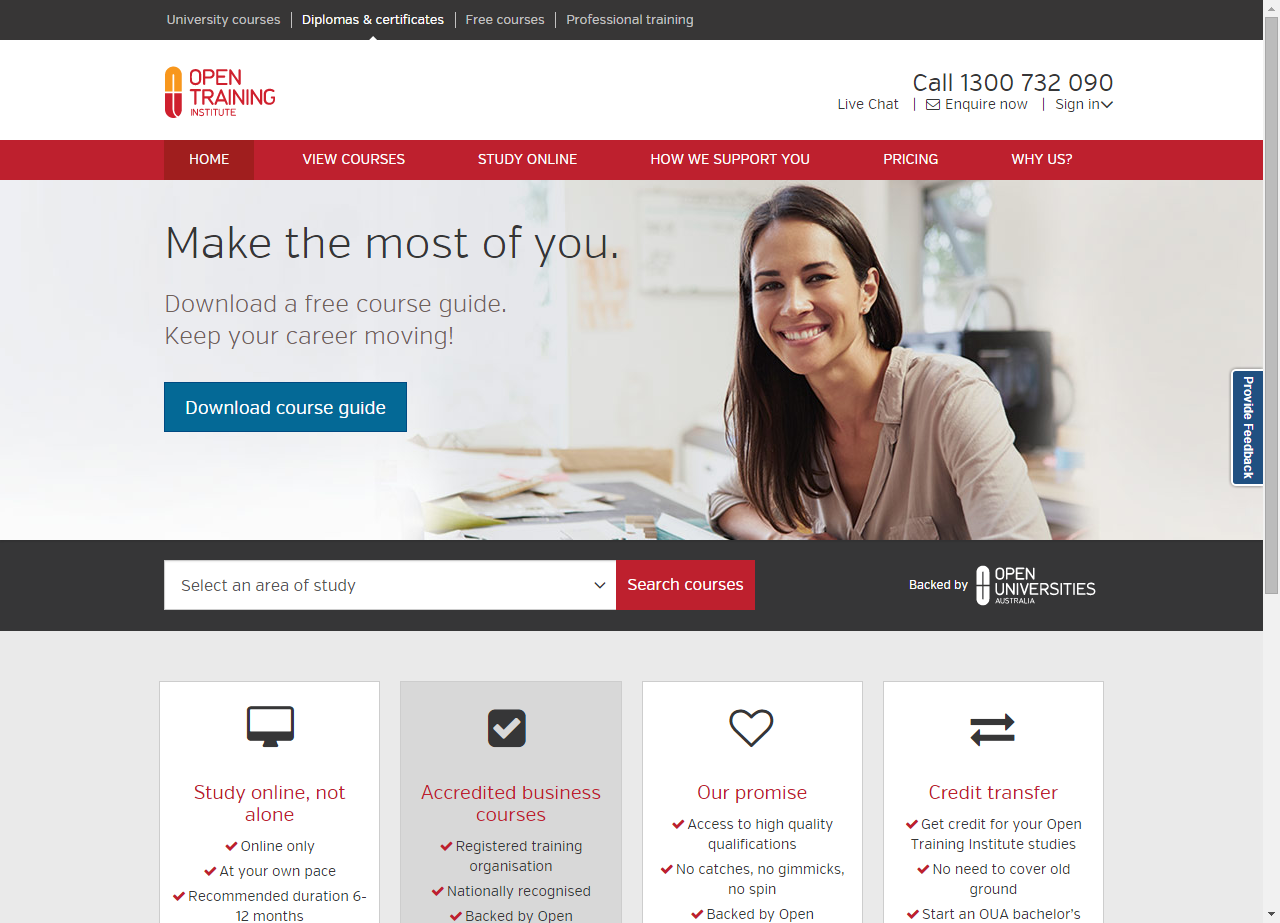 University courses
Diplomas & certificates
Free courses
Professional training
OPEN
TRAINING
INSTITUTE
Call 1300 732 090
Live Chat
Enquire now
Sign in
HOME
VIEW COURSES
STUDY ONLINE
HOW WE SUPPORT YOU
PRICING
WHY US?
Make the most of you.
Download a free course guide.
Keep your career moving!
Download course guide
Provide Feedback
Select an area of study
Search courses
Backed by
OPEN
UNIVERSITIES
AUSTRALIA
Study online, not
alone
Online only
At your own pace
Recommended duration 6-
12 months
Accredited business
courses
Registered training
organisation
Nationally recognised
Backed by Open
Our promise
Access to high quality
qualifications
No catches, no gimmicks,
no spin
Backed by Open
Credit transfer
Get credit for your Open
Training Institute studies
No need to cover old
ground
Start an OUA bachelor's